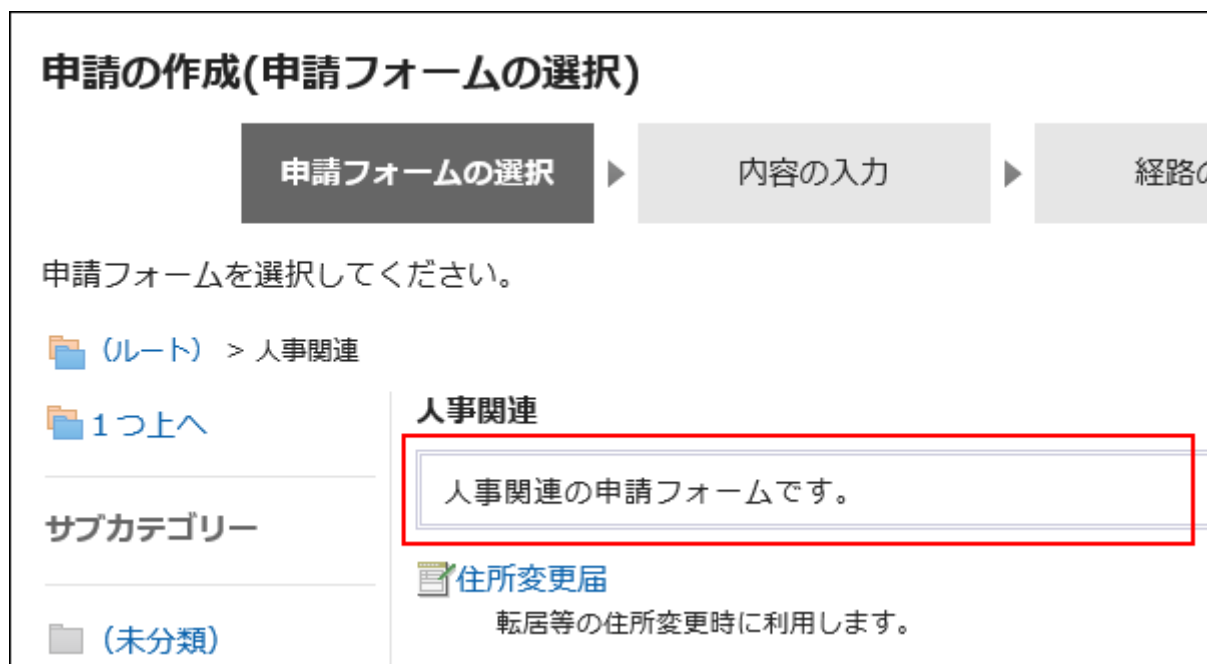 申請の作成(申請フォームの選択)
申請フォームの選択
内容の入力
経路の
申請フォームを選択してください。
(ルート) > 人事関連
1つ上へ
サブカテゴリー
(未分類)
人事関連
人事関連の申請フォームです。
住所変更届
転居等の住所変更時に利用します。